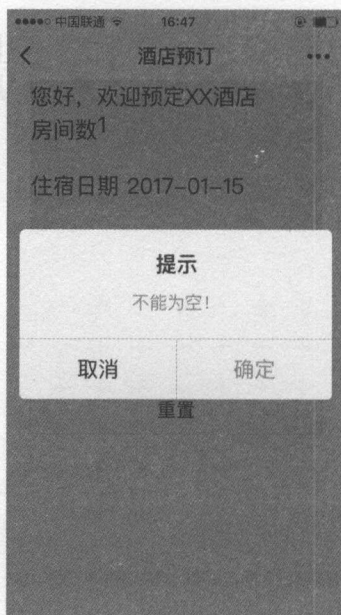 中国联通 16:47
酒店预订
您好，欢迎预定XX酒店
房间数1
住宿日期 2017-01-15
提示
不能为空！
取消 确定
重置